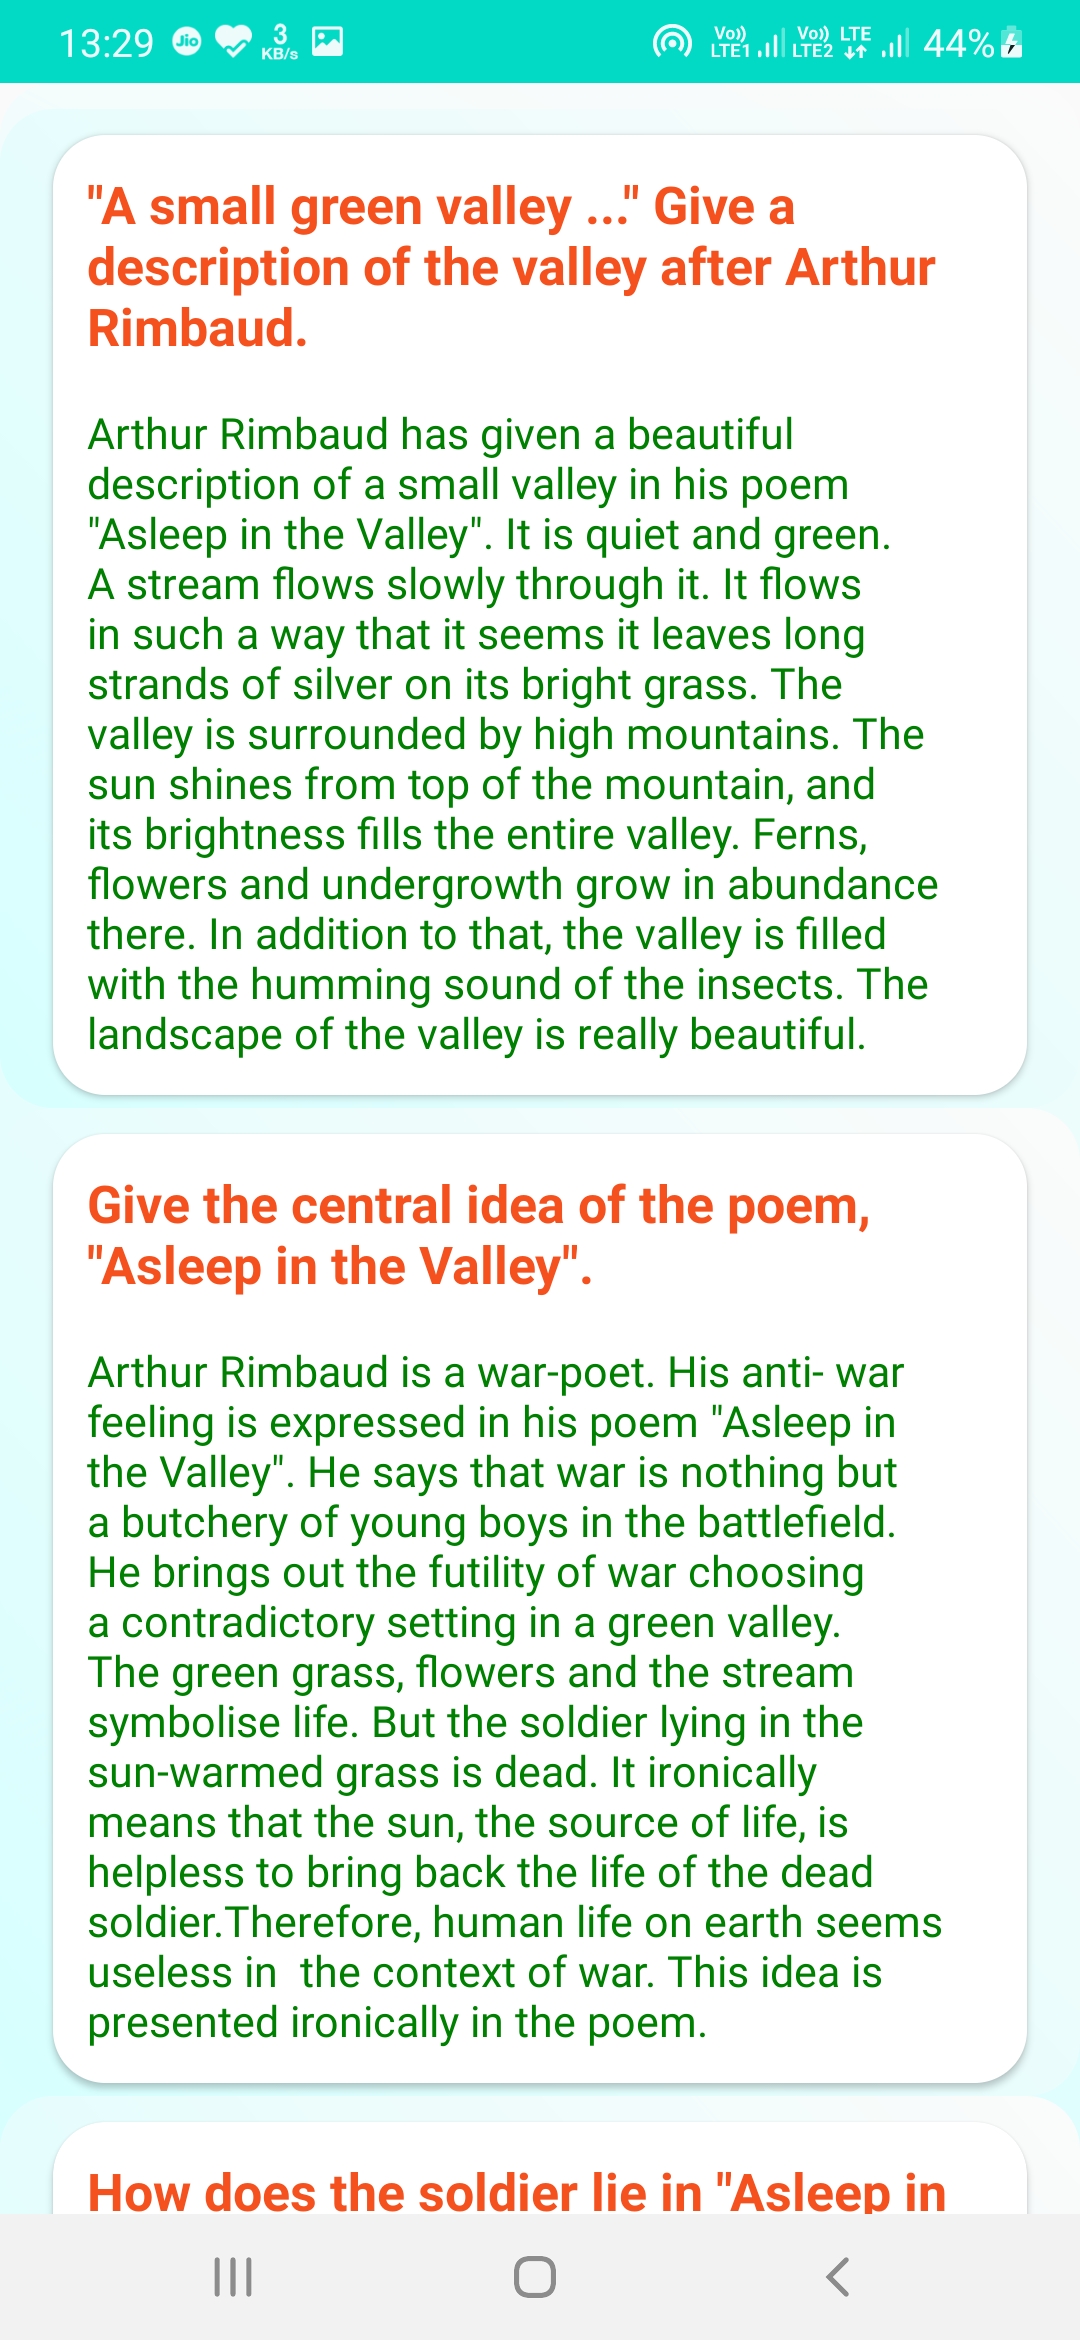 13:29 Jio 3 KB/s Vo)) LTE1 Vo)) LTE2 LTE 44%
"A small green valley ..." Give a
description of the valley after Arthur
Rimbaud.
Arthur Rimbaud has given a beautiful
description of a small valley in his poem
"Asleep in the Valley". It is quiet and green.
A stream flows slowly through it. It flows
in such a way that it seems it leaves long
strands of silver on its bright grass. The
valley is surrounded by high mountains. The
sun shines from top of the mountain, and
its brightness fills the entire valley. Ferns,
flowers and undergrowth grow in abundance
there. In addition to that, the valley is filled
with the humming sound of the insects. The
landscape of the valley is really beautiful.
Give the central idea of the poem,
"Asleep in the Valley".
Arthur Rimbaud is a war-poet. His anti- war
feeling is expressed in his poem "Asleep in
the Valley". He says that war is nothing but
a butchery of young boys in the battlefield.
He brings out the futility of war choosing
a contradictory setting in a green valley.
The green grass, flowers and the stream
symbolise life. But the soldier lying in the
sun-warmed grass is dead. It ironically
means that the sun, the source of life, is
helpless to bring back the life of the dead
soldier.Therefore, human life on earth seems
useless in  the context of war. This idea is
presented ironically in the poem.
How does the soldier lie in "Asleep in